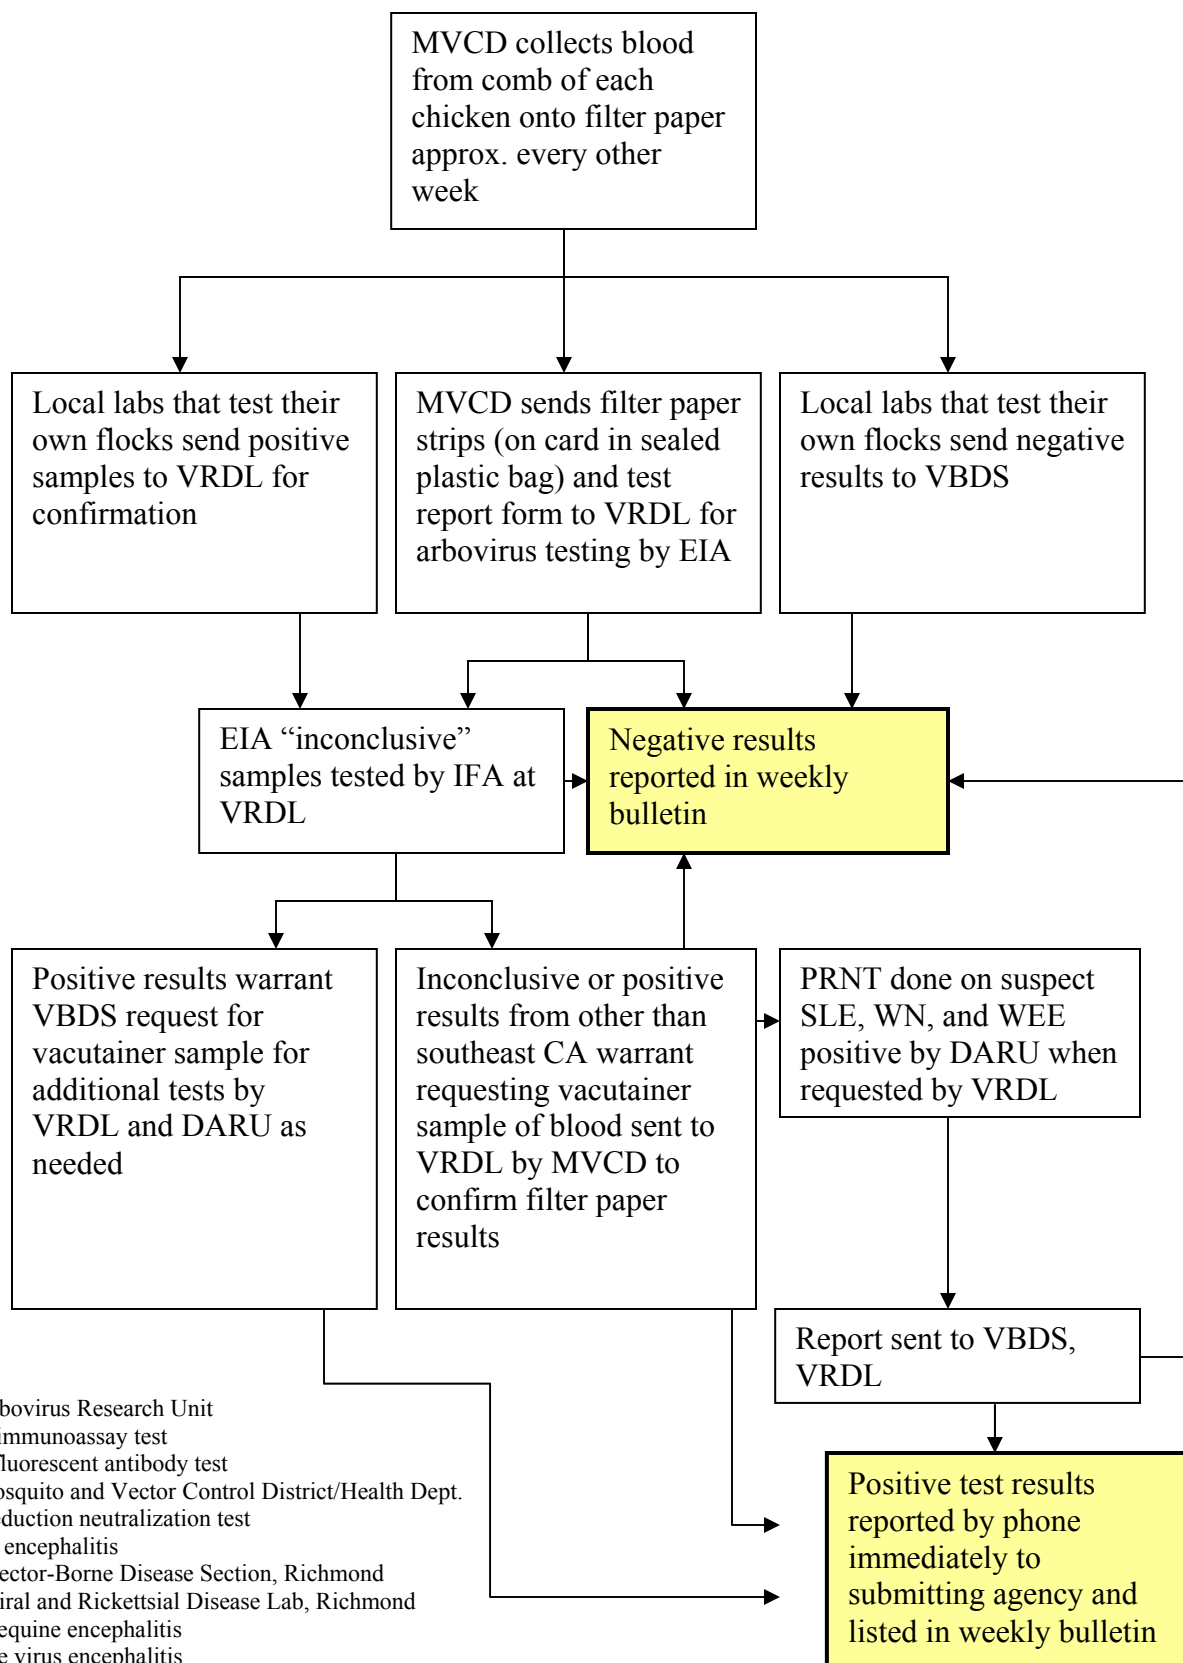 MVCD collects blood
from comb of each
chicken onto filter paper
approx. every other
week
Local labs that test their
own flocks send positive
samples to VRDL for
confirmation
MVCD sends filter paper
strips (on card in sealed
plastic bag) and test
report form to VRDL for
arbovirus testing by EIA
Local labs that test their
own flocks send negative
results to VBDS
EIA “inconclusive”
samples tested by IFA at
VRDL
Negative results
reported in weekly
bulletin
Positive results warrant
VBDS request for
vacutainer sample for
additional tests by
VRDL and DARU as
needed
Inconclusive or positive
results from other than
southeast CA warrant
requesting vacutainer
sample of blood sent to
VRDL by MVCD to
confirm filter paper
results
PRNT done on suspect
SLE, WN, and WEE
positive by DARU when
requested by VRDL
Report sent to VBDS,
VRDL
bovirus Research Unit
immunoassay test
fluorescent antibody test
osquito and Vector Control District/Health Dept.
eduction neutralization test
encephalitis
ector-Borne Disease Section, Richmond
iral and Rickettsial Disease Lab, Richmond
equine encephalitis
e virus encephalitis
Positive test results
reported by phone
immediately to
submitting agency and
listed in weekly bulletin